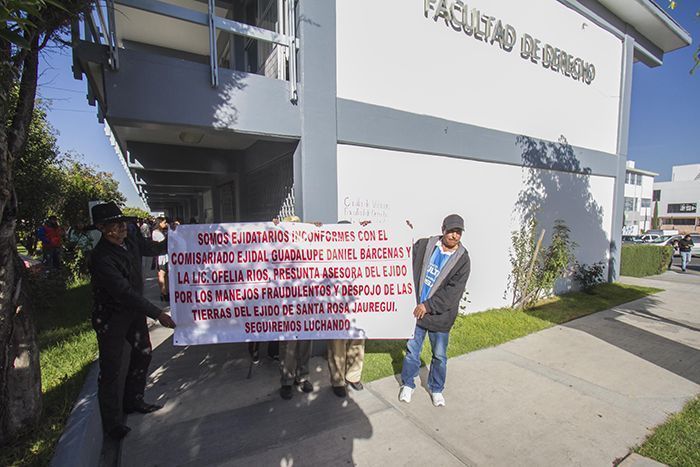 FACULTAD DE DERECHO
SOMOS EJIDATARIOS INCONFORMES CON EL
COMISARIADO EJIDAL GUADALUPE DANIEL BÁRCENAS Y
LA LIC. OFELIA RIOS, PRESUNTA ASESORA DEL EJIDO
POR LOS MANEJOS FRAUDULENTOS Y DESPOJO DE LAS
TIERRAS DEL EJIDO DE SANTA ROSA JAUREGUI.
SEGUIREMOS LUCHANDO